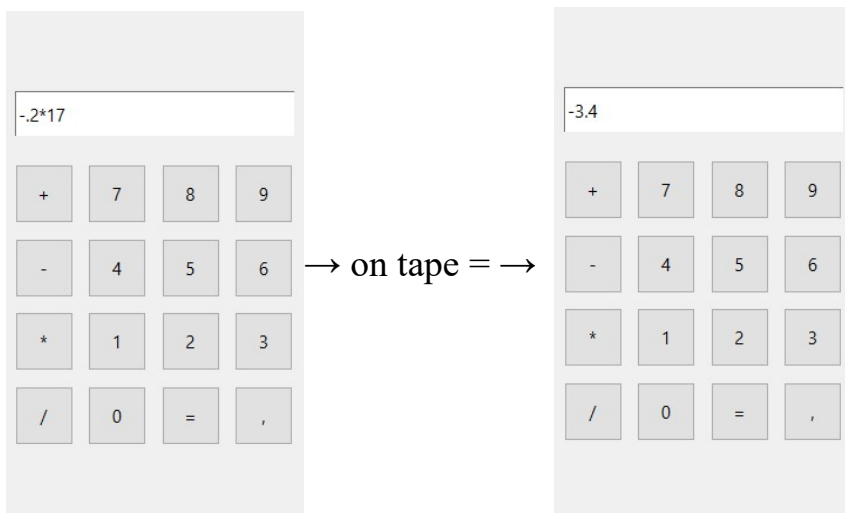 -.2*17
+ 7 8 9
- 4 5 6
* 1 2 3
/ 0 = ,
→ on tape = →
-3.4
+ 7 8 9
- 4 5 6
* 1 2 3
/ 0 = ,